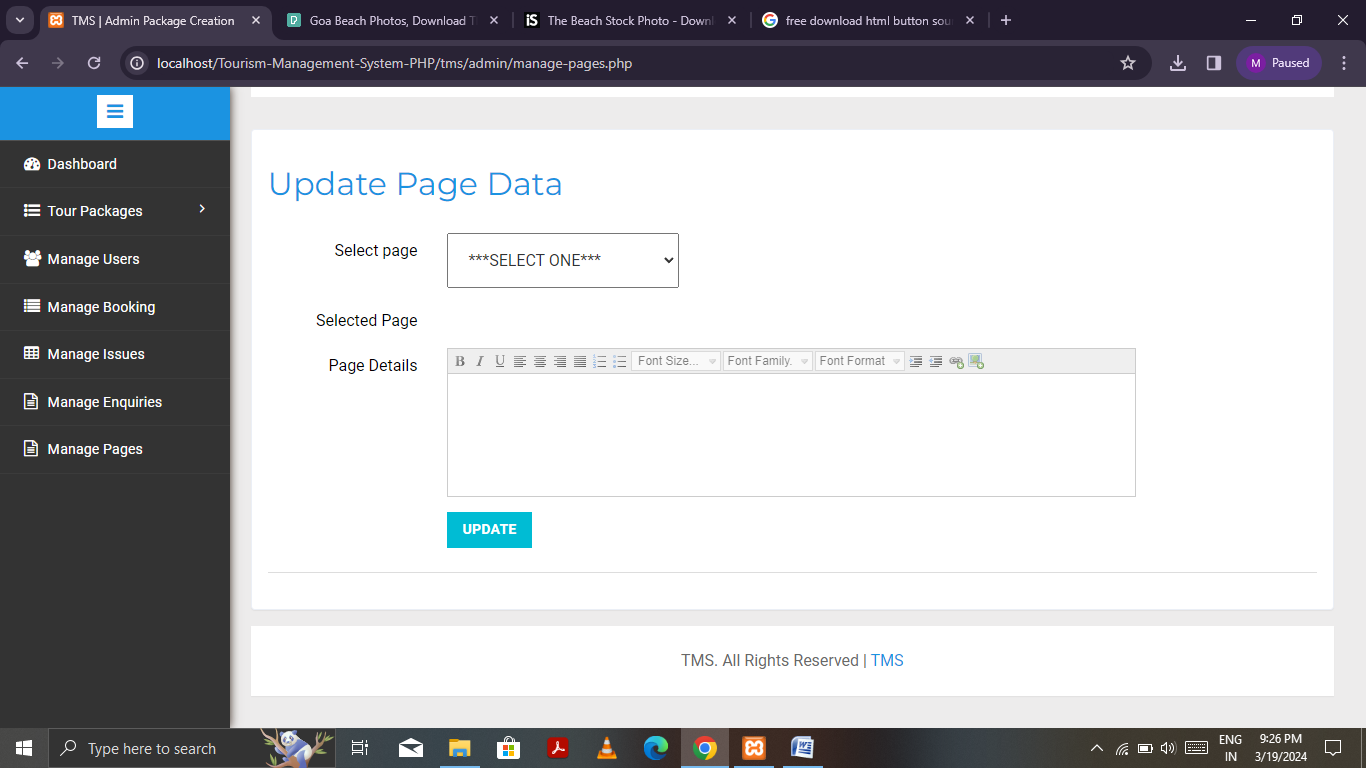 TMS | Admin Package Creation
Goa Beach Photos, Download T
iS The Beach Stock Photo - Downl
free download html button sou
localhost/Tourism-Management-System-PHP/tms/admin/manage-pages.php
M Paused
Dashboard
Tour Packages
Manage Users
Manage Booking
Manage Issues
Manage Enquiries
Manage Pages
Update Page Data
Select page
***SELECT ONE***
Selected Page
Page Details
B I U Font Size... Font Family. Font Format
UPDATE
TMS. All Rights Reserved | TMS
Type here to search
ENG
IN
9:26 PM
3/19/2024